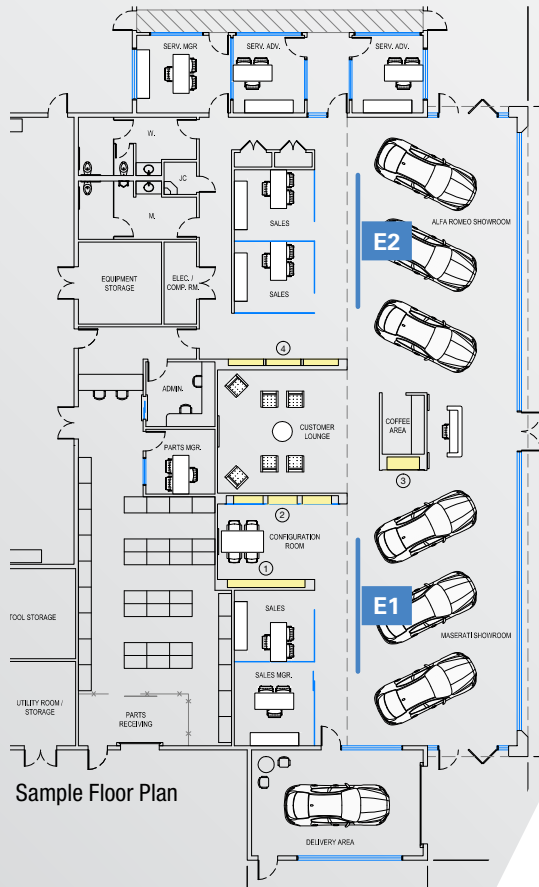 SERV. MGR
SERV. ADV.
SERV. ADV.
W.
JC
M.
SALES
ALFA ROMEO SHOWROOM
E2
EQUIPMENT
STORAGE
ELEC. /
COMP. RM.
SALES
4
ADMIN.
CUSTOMER
LOUNGE
COFFEE
AREA
PARTS MGR.
3
2
CONFIGURATION
ROOM
1
SALES
E1
TOOL STORAGE
MASERATI SHOWROOM
SALES MGR.
UTILITY ROOM /
STORAGE
PARTS
RECEIVING
Sample Floor Plan
DELIVERY AREA